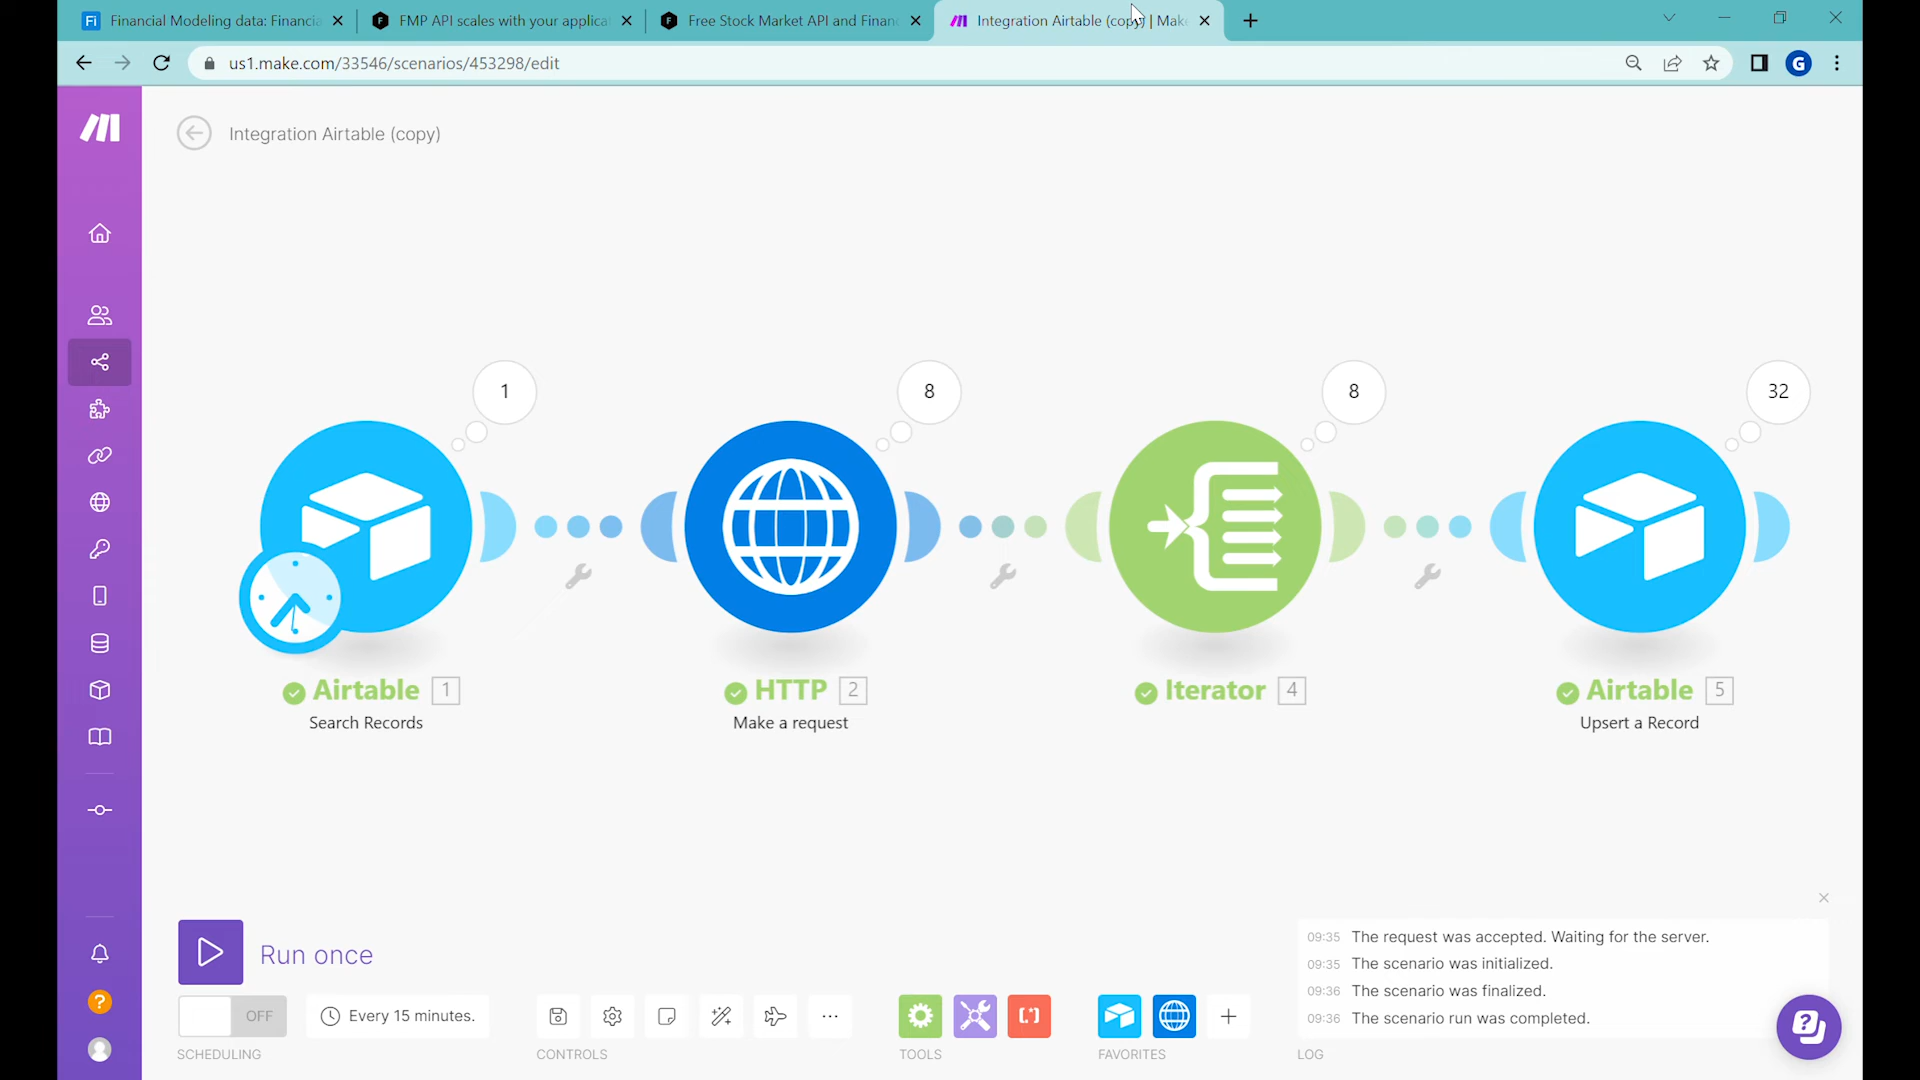 Fi Financial Modeling data: Financia
FMP API scales with your applica
Free Stock Market API and Finan
Integration Airtable (copy) | Make
us1.make.com/33546/scenarios/453298/edit
G
Integration Airtable (copy)
1
8
8
32
Airtable 1
Search Records
HTTP 2
Make a request
Iterator 4
Airtable 5
Upsert a Record
Run once
OFF
Every 15 minutes.
SCHEDULING
CONTROLS
TOOLS
FAVORITES
09:35 The request was accepted. Waiting for the server.
09:35 The scenario was initialized.
09:36 The scenario was finalized.
09:36 The scenario run was completed.
LOG